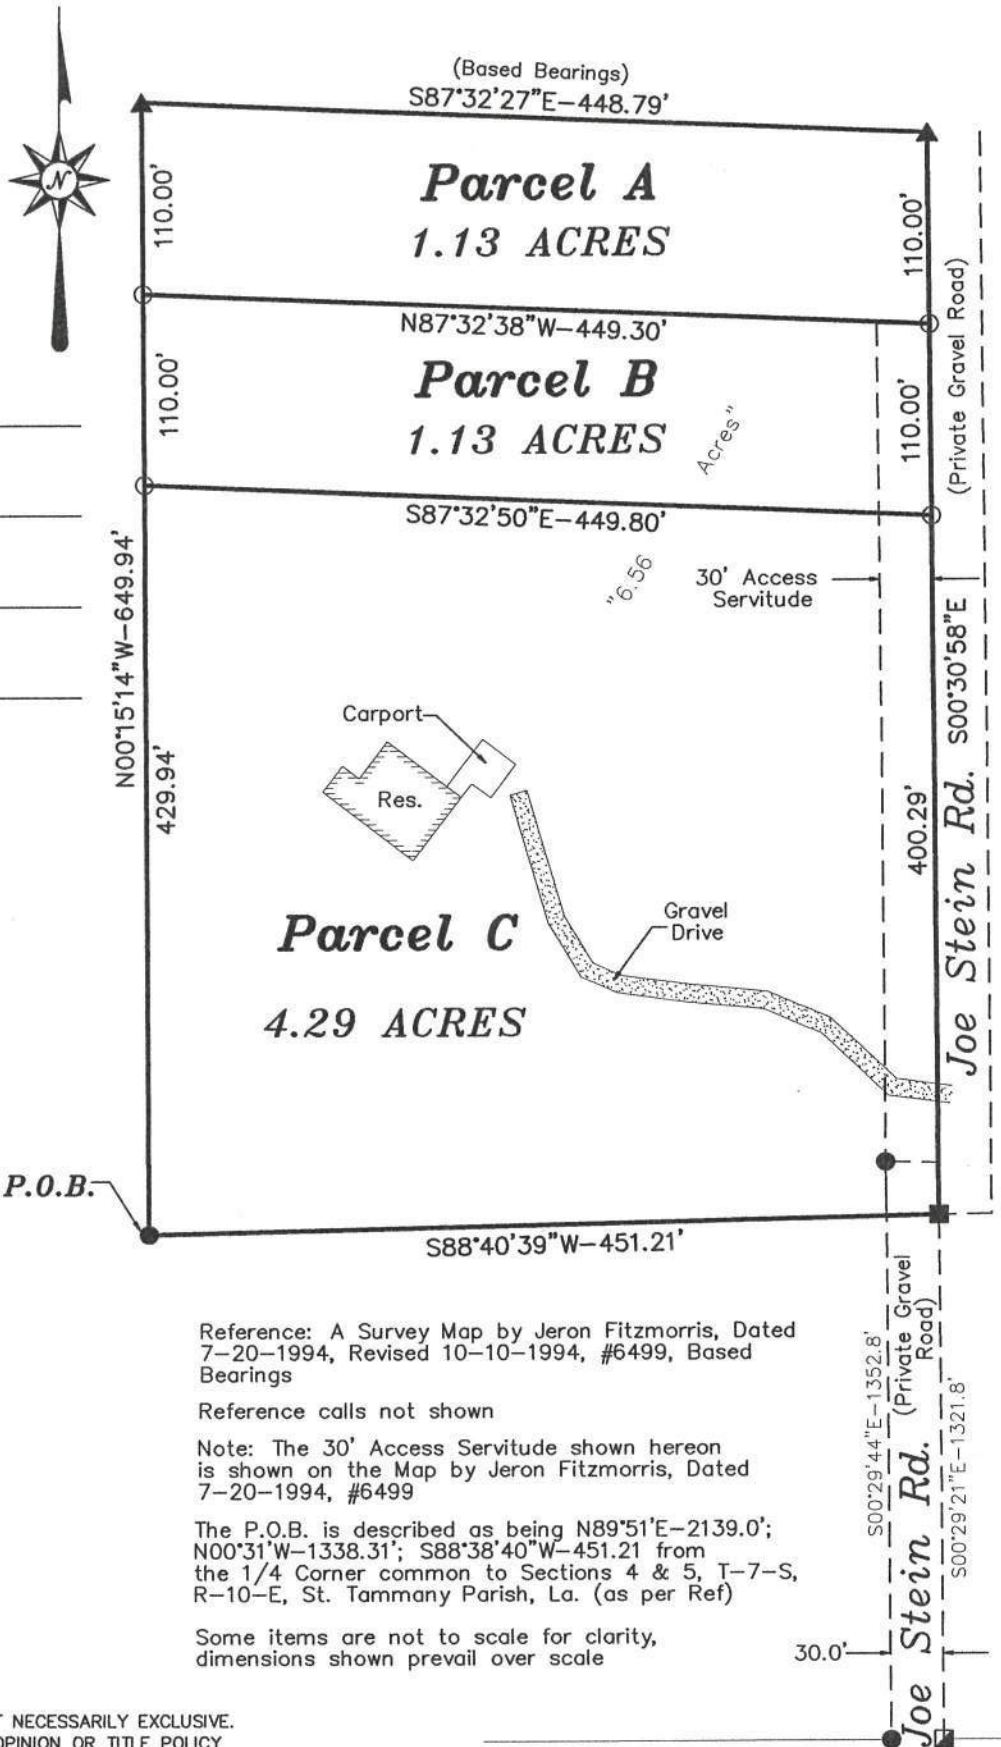 (Based Bearings)
S87°32'27"E-448.79'
N
110.00'
Parcel A
1.13 ACRES
110.00'
(Private Gravel Road)
N87°32'38"W-449.30'
110.00'
Parcel B
1.13 ACRES
110.00'
"6.56 Acres"
S87°32'50"E-449.80'
30' Access
Servitude
N00°15'14"W-649.94'
429.94'
S00°30'58"E
400.29'
Joe Stein Rd.
Carport
Res.
Gravel
Drive
Parcel C
4.29 ACRES
P.O.B.
S88°40'39"W-451.21'
Reference: A Survey Map by Jeron Fitzmorris, Dated
7-20-1994, Revised 10-10-1994, #6499, Based
Bearings
Reference calls not shown
Note: The 30' Access Servitude shown hereon
is shown on the Map by Jeron Fitzmorris, Dated
7-20-1994, #6499
The P.O.B. is described as being N89°51'E-2139.0';
N00°31'W-1338.31'; S88°38'40"W-451.21 from
the 1/4 Corner common to Sections 4 & 5, T-7-S,
R-10-E, St. Tammany Parish, La. (as per Ref)
Some items are not to scale for clarity,
dimensions shown prevail over scale
S00°29'44"E-1352.8'
Joe Stein Rd.
(Private Gravel
Road)
S00°29'21"E-1321.8'
30.0'
NECESSARILY EXCLUSIVE.
OPINION OR TITLE POLICY